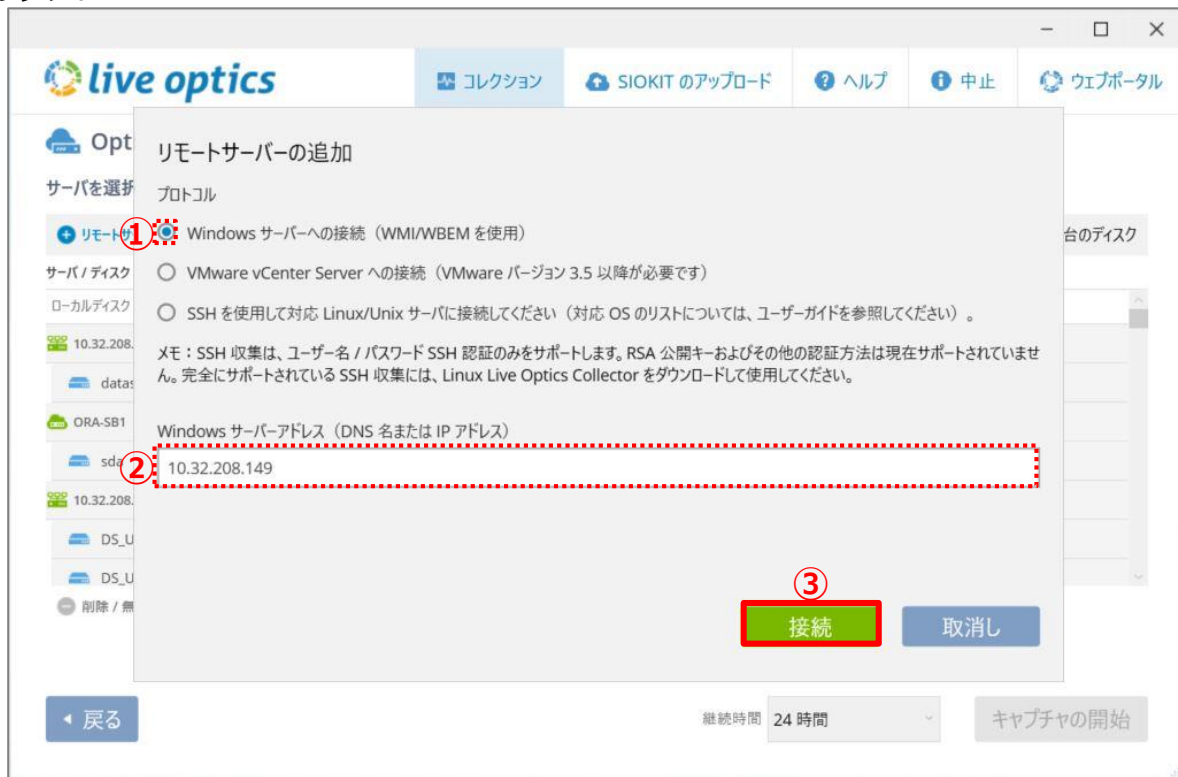 live optics
コレクション
SIOKIT のアップロード
ヘルプ
中止
ウェブポータル
Opt
サーバを選択
リモートサ
台のディスク
サーバ / ディスク
ローカルディスク
10.32.208.
datas
ORA-SB1
sda
10.32.208.
DS_U
DS_U
削除 / 無
リモートサーバーの追加
プロトコル
① Windows サーバーへの接続（WMI/WBEM を使用）
VMware vCenter Server への接続（VMware バージョン 3.5 以降が必要です）
SSH を使用して対応 Linux/Unix サーバに接続してください（対応 OS のリストについては、ユーザーガイドを参照してください）。
メモ：SSH 収集は、ユーザー名 / パスワード SSH 認証のみをサポートします。RSA 公開キーおよびその他の認証方法は現在サポートされていませ
ん。完全にサポートされている SSH 収集には、Linux Live Optics Collector をダウンロードして使用してください。
Windows サーバーアドレス（DNS 名または IP アドレス）
② 10.32.208.149
③
接続
取消し
戻る
継続時間 24 時間
キャプチャの開始